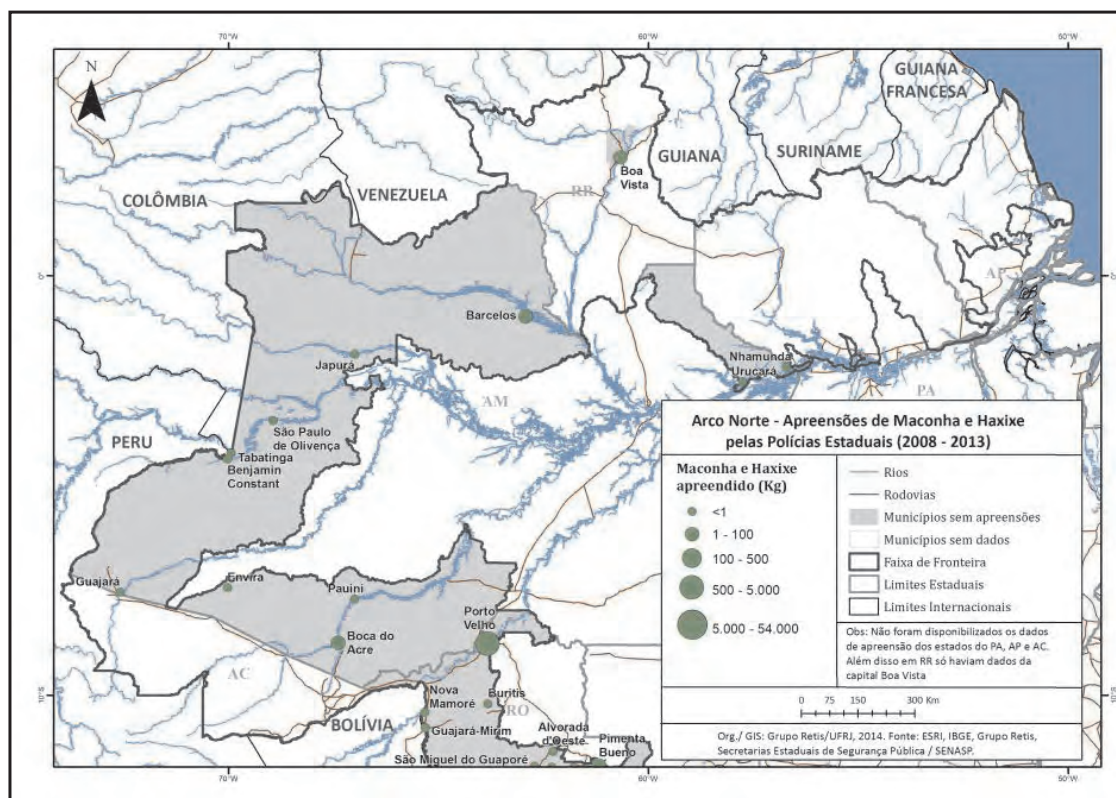 70°W
60°W
50°W
N
GUIANA
FRANCESA
SURINAME
GUIANA
Boa
Vista
RR
VENEZUELA
COLÔMBIA
0°
0°
AP
Barcelos
Nhamunda
Urucará
Japurá
AM
PA
São Paulo
de Olivença
PERU
Tabatinga
Benjamin
Constant
Guajará
Envira
Pauini
Porto
Velho
Boca do
Acre
AC
Nova
Mamoré
Buritis
RO
BOLÍVIA
Guajará-Mirim
Alvorada
d'Oeste
Pimenta
Bueno
São Miguel do Guaporé
10°S
10°S
Arco Norte - Apreensões de Maconha e Haxixe
pelas Polícias Estaduais (2008 - 2013)
Maconha e Haxixe
apreendido (Kg)
<1
1 - 100
100 - 500
500 - 5.000
5.000 - 54.000
Rios
Rodovias
Municípios sem apreensões
Municípios sem dados
Faixa de Fronteira
Limites Estaduais
Limites Internacionais
Obs: Não foram disponibilizados os dados
de apreensão dos estados do PA, AP e AC.
Além disso em RR só haviam dados da
capital Boa Vista
0 75 150 300 Km
Org./ GIS: Grupo Retis/UFRJ, 2014. Fonte: ESRI, IBGE, Grupo Retis,
Secretarias Estaduais de Segurança Pública / SENASP.
70°W
60°W
50°W